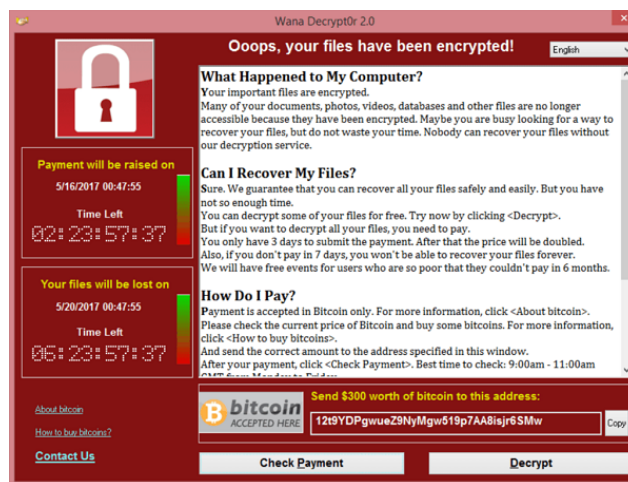 Wana Decrypt0r 2.0
Ooops, your files have been encrypted!
English
What Happened to My Computer?
Your important files are encrypted.
Many of your documents, photos, videos, databases and other files are no longer
accessible because they have been encrypted. Maybe you are busy looking for a way to
recover your files, but do not waste your time. Nobody can recover your files without
our decryption service.
Can I Recover My Files?
Sure. We guarantee that you can recover all your files safely and easily. But you have
not so enough time.
You can decrypt some of your files for free. Try now by clicking <Decrypt>.
But if you want to decrypt all your files, you need to pay.
You only have 3 days to submit the payment. After that the price will be doubled.
Also, if you don't pay in 7 days, you won't be able to recover your files forever.
We will have free events for users who are so poor that they couldn't pay in 6 months.
How Do I Pay?
Payment is accepted in Bitcoin only. For more information, click <About bitcoin>.
Please check the current price of Bitcoin and buy some bitcoins. For more information,
click <How to buy bitcoins>.
And send the correct amount to the address specified in this window.
After your payment, click <Check Payment>. Best time to check: 9:00am - 11:00am
GMT from Monday to Friday.
Payment will be raised on
5/16/2017 00:47:55
Time Left
02:23:57:37
Your files will be lost on
5/20/2017 00:47:55
Time Left
06:23:57:37
About bitcoin
How to buy bitcoins?
Contact Us
bitcoin
ACCEPTED HERE
Send $300 worth of bitcoin to this address:
12t9YDPgwueZ9NyMgw519p7AA8isjr6SMw
Copy
Check Payment
Decrypt